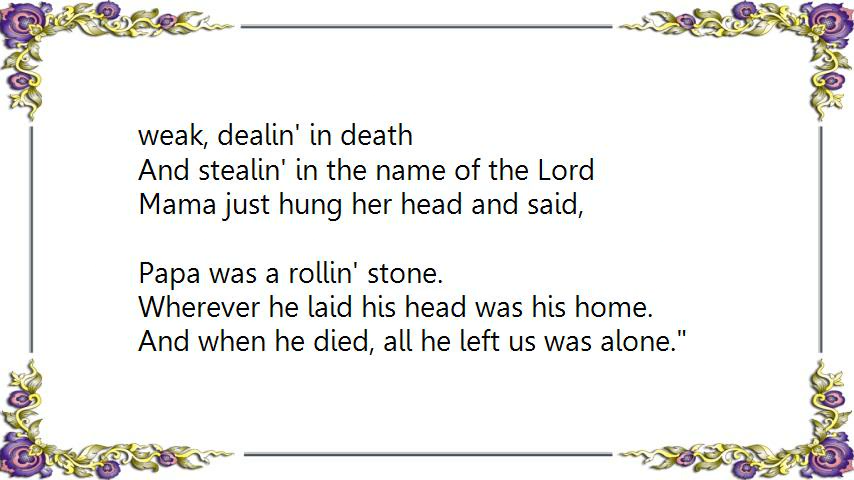 weak, dealin' in death
And stealin' in the name of the Lord
Mama just hung her head and said,

Papa was a rollin' stone.
Wherever he laid his head was his home.
And when he died, all he left us was alone."